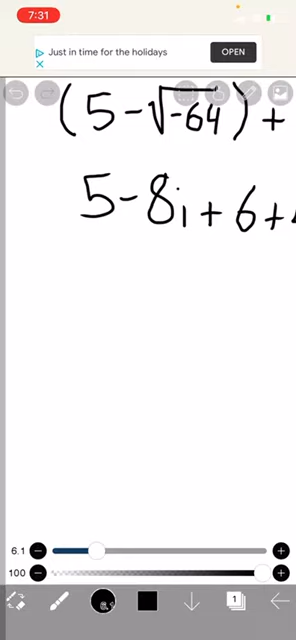 7:31
Just in time for the holidays
OPEN
(5-√-64)+
5-8i+6+
6.1
100
1